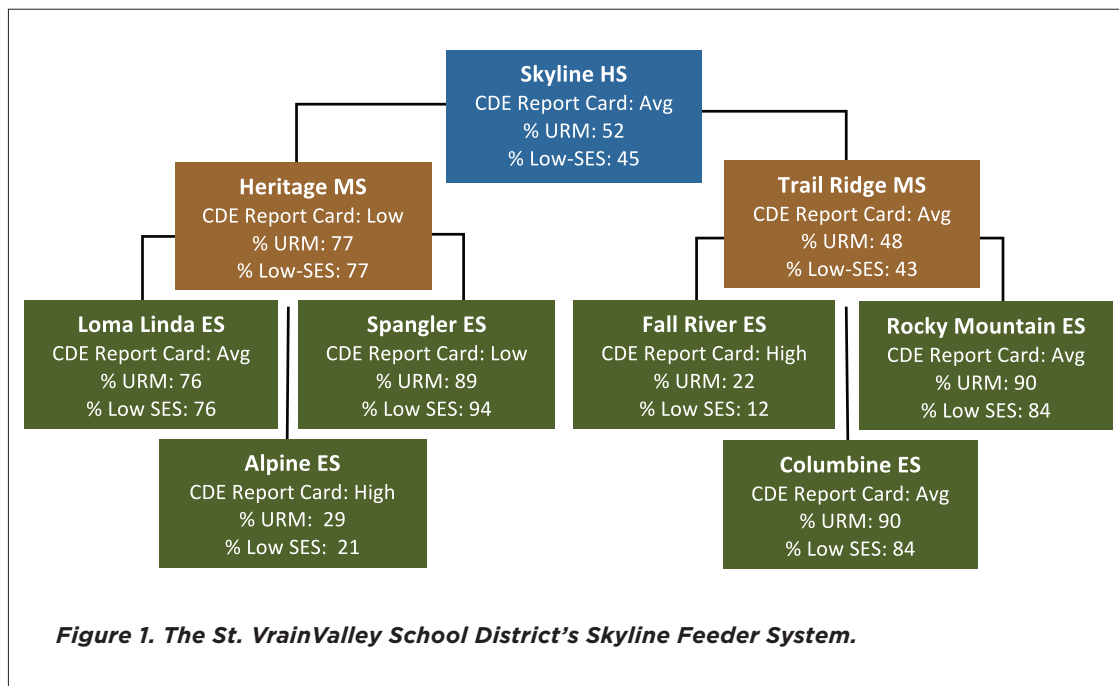 Skyline HS
CDE Report Card: Avg
% URM: 52
% Low-SES: 45
Heritage MS
CDE Report Card: Low
% URM: 77
% Low-SES: 77
Trail Ridge MS
CDE Report Card: Avg
% URM: 48
% Low-SES: 43
Loma Linda ES
CDE Report Card: Avg
% URM: 76
% Low SES: 76
Spangler ES
CDE Report Card: Low
% URM: 89
% Low SES: 94
Fall River ES
CDE Report Card: High
% URM: 22
% Low SES: 12
Rocky Mountain ES
CDE Report Card: Avg
% URM: 90
% Low SES: 84
Alpine ES
CDE Report Card: High
% URM: 29
% Low SES: 21
Columbine ES
CDE Report Card: Avg
% URM: 90
% Low SES: 84
Figure 1. The St. VrainValley School District's Skyline Feeder System.